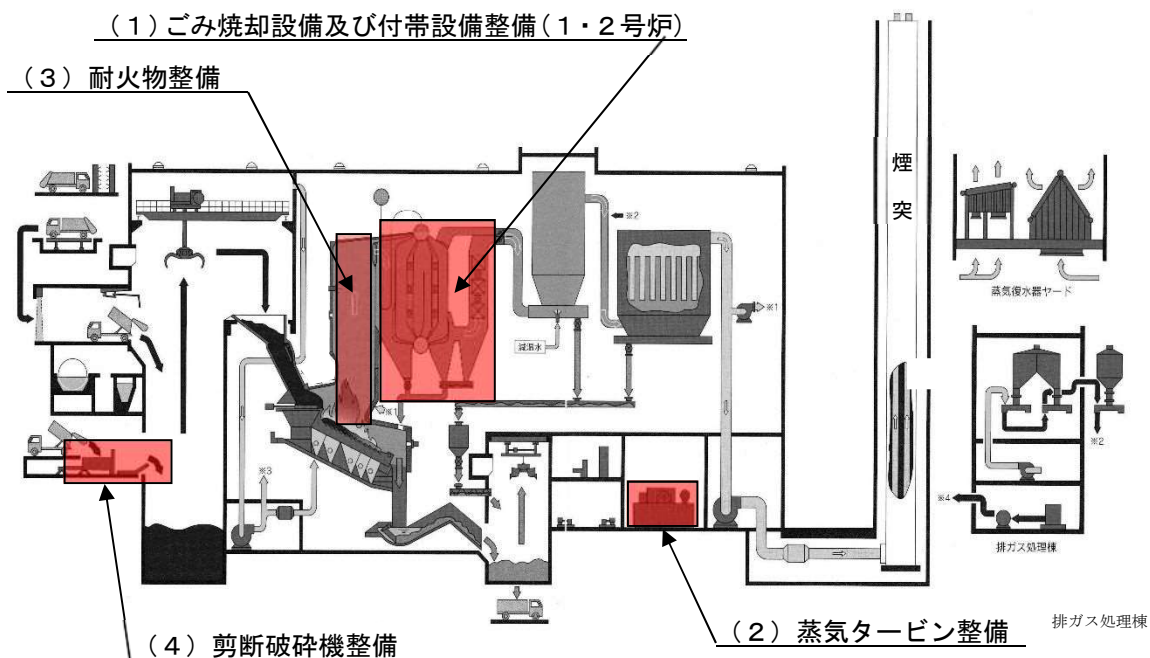 (1)ごみ焼却設備及び付帯設備整備(1・2号炉)
(3)耐火物整備
煙突
※2
※1
減温水
※1
※3
蒸気復水器ヤード
※2
※4
排ガス処理棟
排ガス処理棟
(4)剪断破砕機整備
(2)蒸気タービン整備